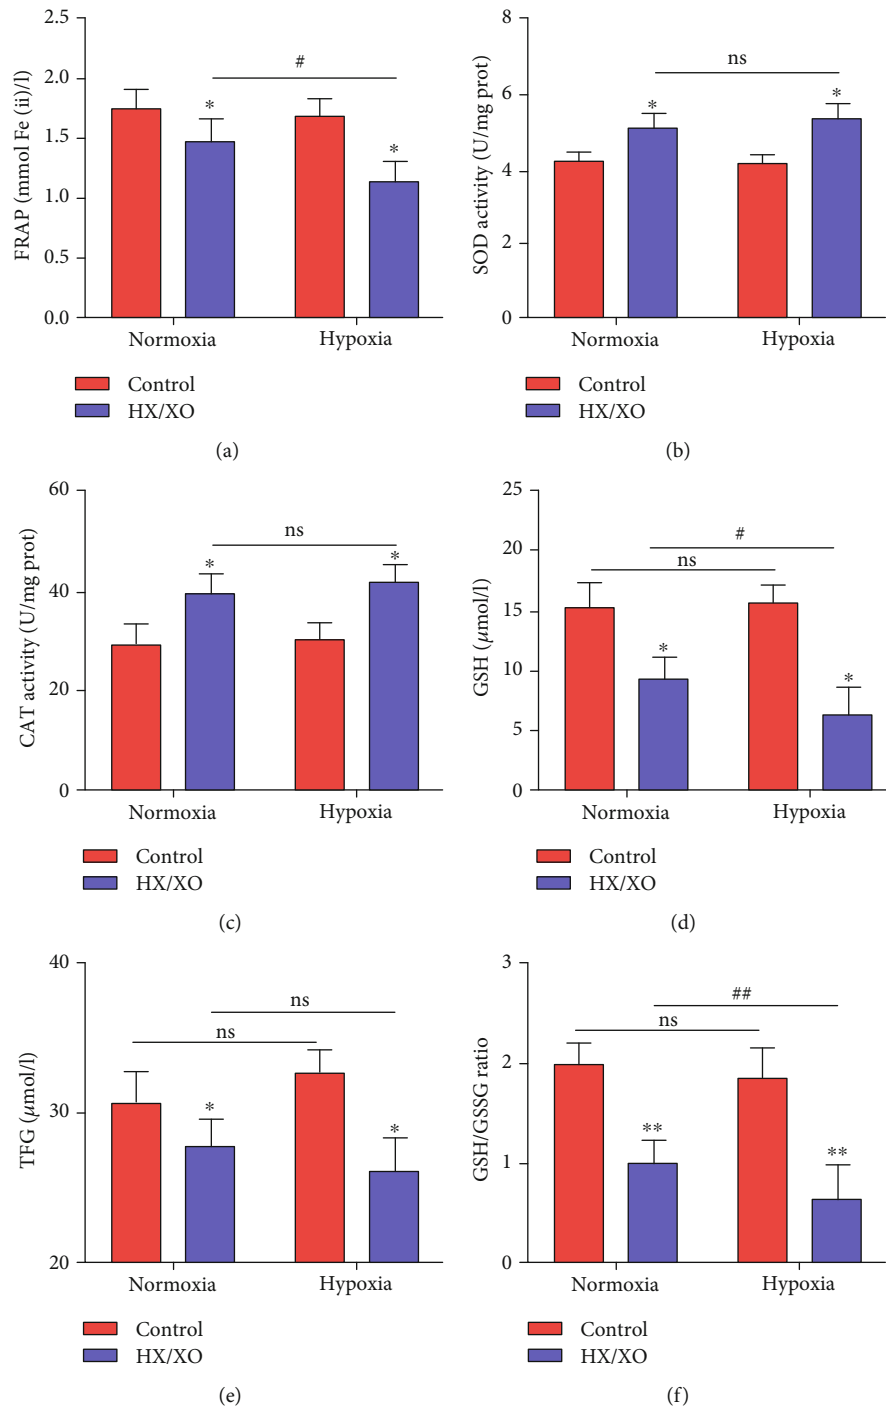 FRAP (mmol Fe (ii)/l)
2.5
2.0
1.5
1.0
0.5
0.0
#
*
*
Normoxia
Hypoxia
Control
HX/XO
(a)
SOD activity (U/mg prot)
8
6
4
2
0
ns
*
*
Normoxia
Hypoxia
Control
HX/XO
(b)
CAT activity (U/mg prot)
60
40
20
0
ns
*
*
Normoxia
Hypoxia
Control
HX/XO
(c)
GSH (μmol/l)
25
20
15
10
5
0
#
ns
*
*
Normoxia
Hypoxia
Control
HX/XO
(d)
TFG (μmol/l)
40
30
20
ns
ns
*
*
Normoxia
Hypoxia
Control
HX/XO
(e)
GSH/GSSG ratio
3
2
1
0
##
ns
**
**
Normoxia
Hypoxia
Control
HX/XO
(f)